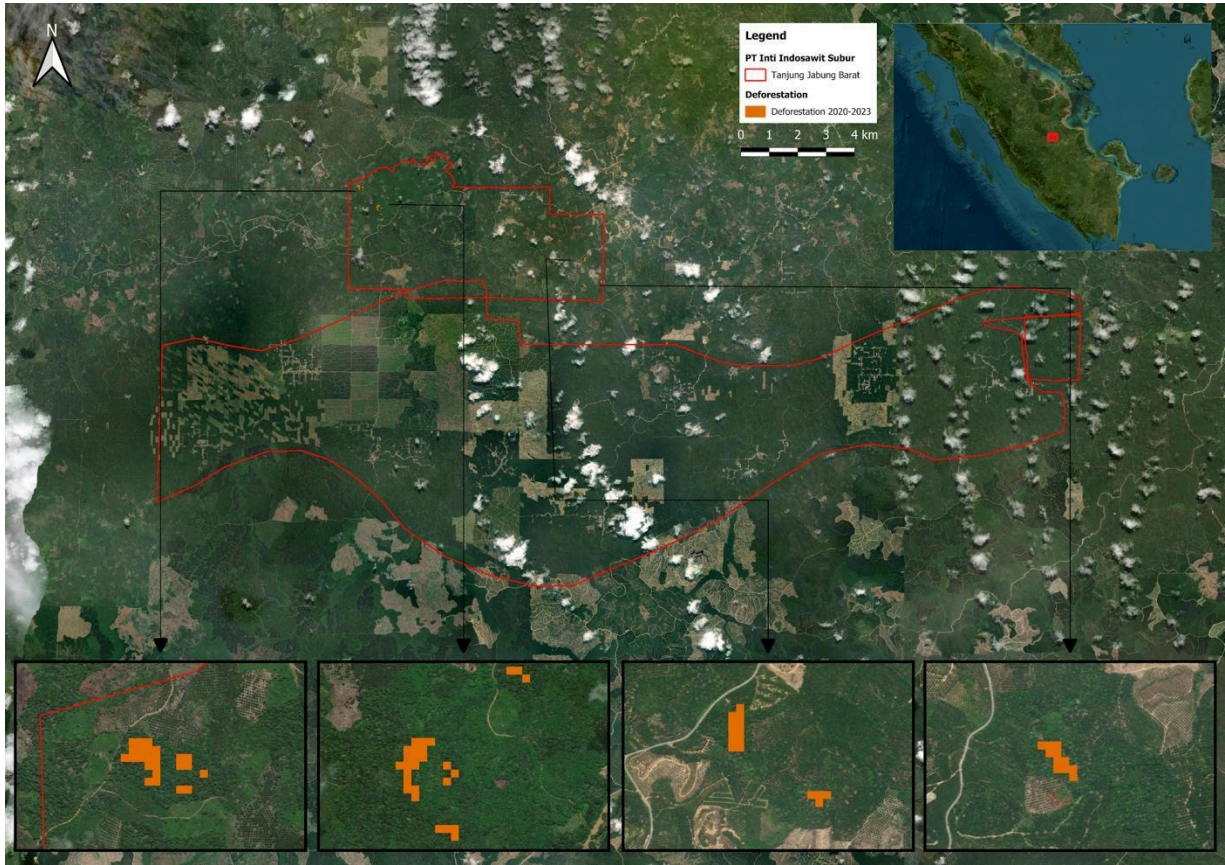 N
Legend
PT Inti Indosawit Subur
Tanjung Jabung Barat
Deforestation
Deforestation 2020-2023
0 1 2 3 4 km